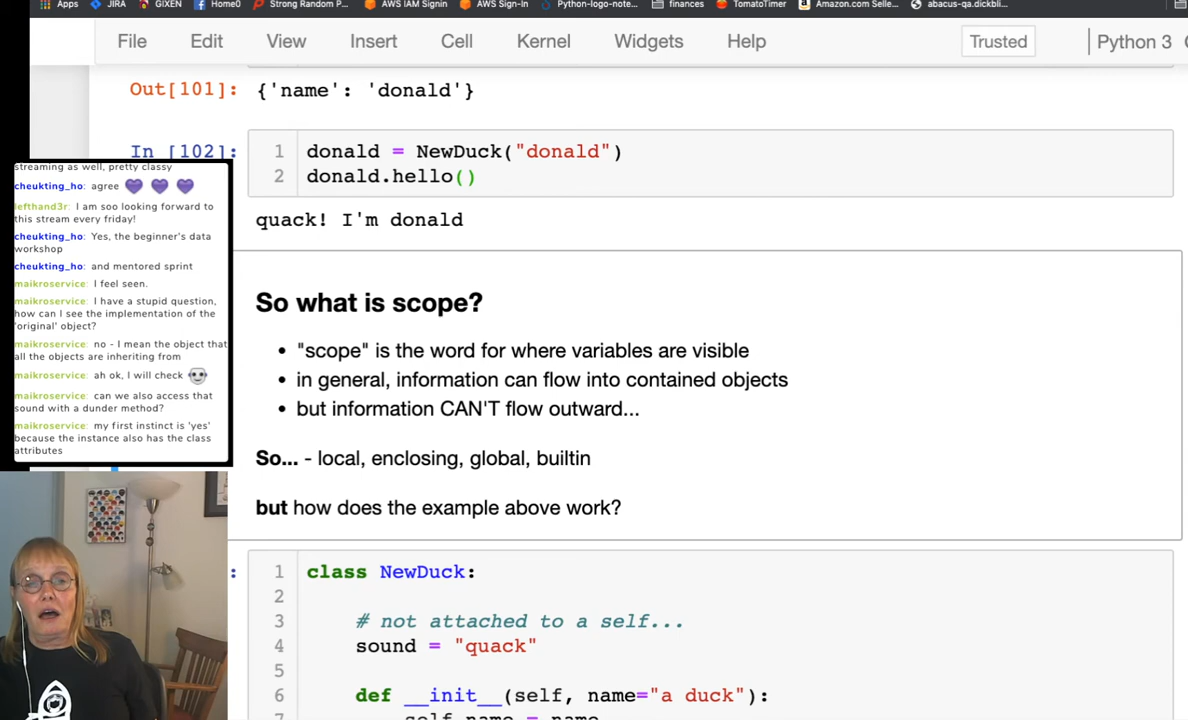 Apps JIRA GIXEN Home0 Strong Random P... AWS IAM Signin AWS Sign-In Python-logo-note... finances TomatoTimer Amazon.com Selle... abacus-qa.dickbli...
File Edit View Insert Cell Kernel Widgets Help Trusted Python 3
Out[101]: {'name': 'donald'}
In [102]: 1 donald = NewDuck("donald")
2 donald.hello()
quack! I'm donald
streaming as well, pretty classy
cheukting_ho: agree
lefthand3r: I am soo looking forward to
this stream every friday!
cheukting_ho: Yes, the beginner's data
workshop
cheukting_ho: and mentored sprint
maikroservice: I feel seen.
maikroservice: I have a stupid question,
how can I see the implementation of the
'original' object?
maikroservice: no - I mean the object that
all the objects are inheriting from
maikroservice: ah ok, I will check
maikroservice: can we also access that
sound with a dunder method?
maikroservice: my first instinct is 'yes'
because the instance also has the class
attributes
So what is scope?
• "scope" is the word for where variables are visible
• in general, information can flow into contained objects
• but information CAN'T flow outward...
So... - local, enclosing, global, builtin
but how does the example above work?
: 1 class NewDuck:
2
3 # not attached to a self...
4 sound = "quack"
5
6 def __init__(self, name="a duck"):
7 self.name = name